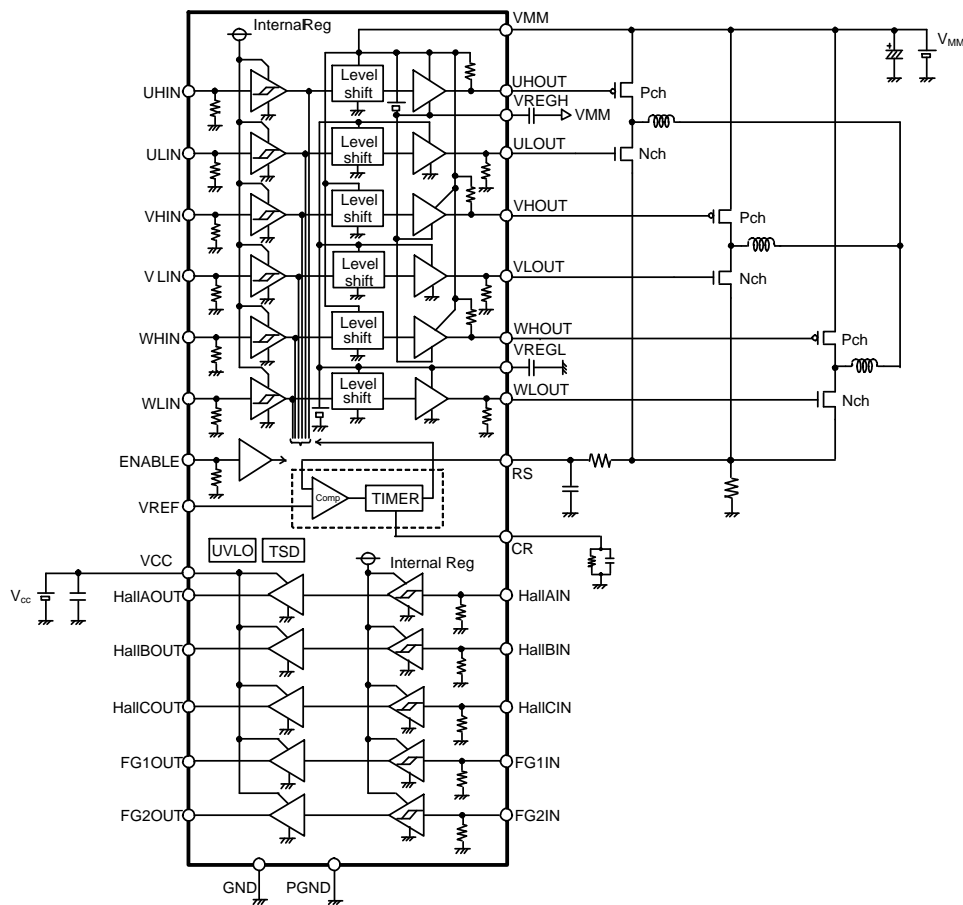 InternalReg
VMM
VMM
UHIN
Level
shift
UHOUT
Pch
VREGH
VMM
ULIN
Level
shift
ULOUT
Nch
VHIN
Level
shift
VHOUT
Pch
VLIN
Level
shift
VLOUT
Nch
WHIN
Level
shift
WHOUT
Pch
VREGL
WLIN
Level
shift
WLOUT
Nch
ENABLE
RS
VREF
Comp
TIMER
CR
VCC
UVLO
TSD
Internal Reg
Vcc
HallAOUT
HallAIN
HallBOUT
HallBIN
HallCOUT
HallCIN
FG1OUT
FG1IN
FG2OUT
FG2IN
GND
PGND